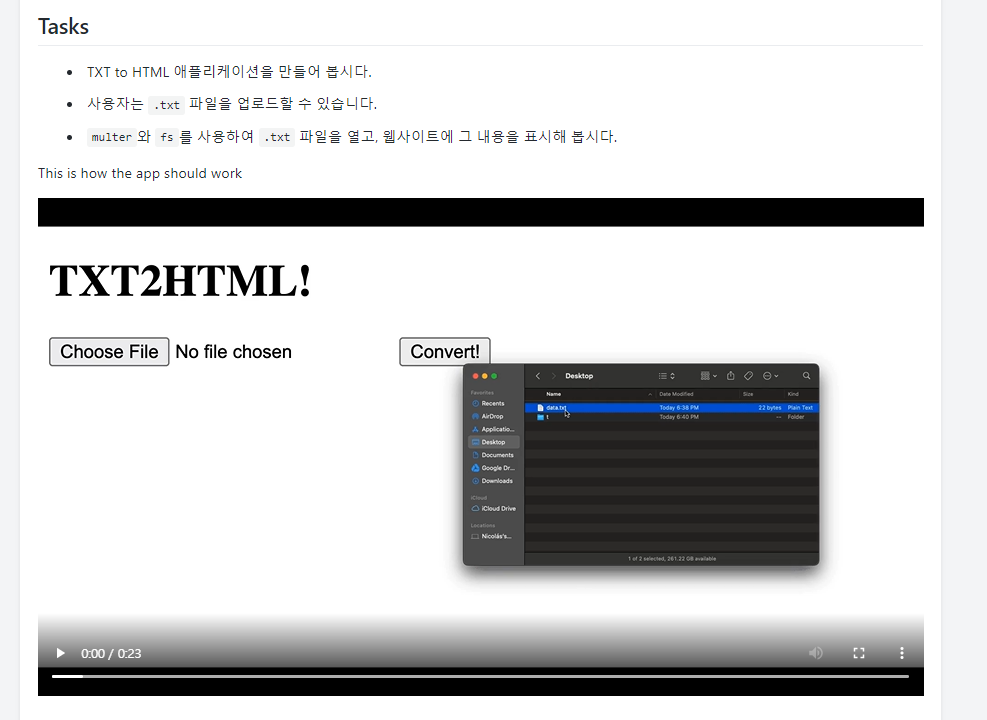 Tasks
TXT to HTML 애플리케이션을 만들어 봅시다.
사용자는 .txt 파일을 업로드할 수 있습니다.
multer 와 fs 를 사용하여 .txt 파일을 열고, 웹사이트에 그 내용을 표시해 봅시다.
This is how the app should work
TXT2HTML!
Choose File No file chosen Convert!
Desktop
Favorites
Name Date Modified Size Kind
Recents
data.txt Today 6:38 PM 22 bytes Plain Text
AirDrop
t Today 6:40 PM -- Folder
Applicatio...
Desktop
Documents
Google Dr...
Downloads
iCloud
iCloud Drive
Locations
Nicolás's...
1 of 2 selected, 261.22 GB available
0:00 / 0:23